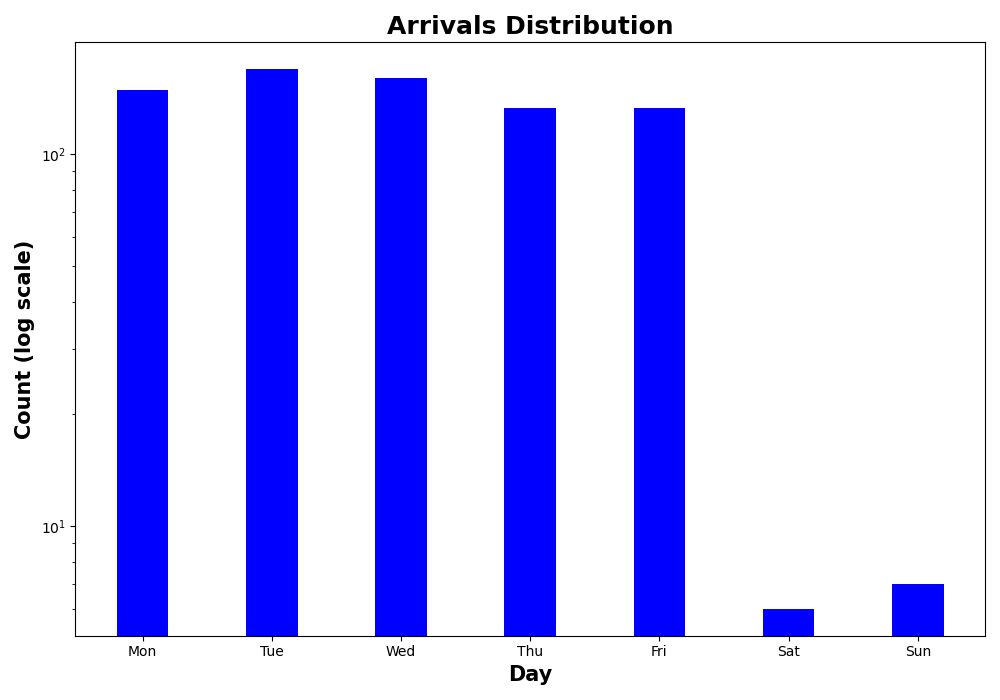 Arrivals Distribution
Count (log scale)
10²
10¹
Mon Tue Wed Thu Fri Sat Sun
Day